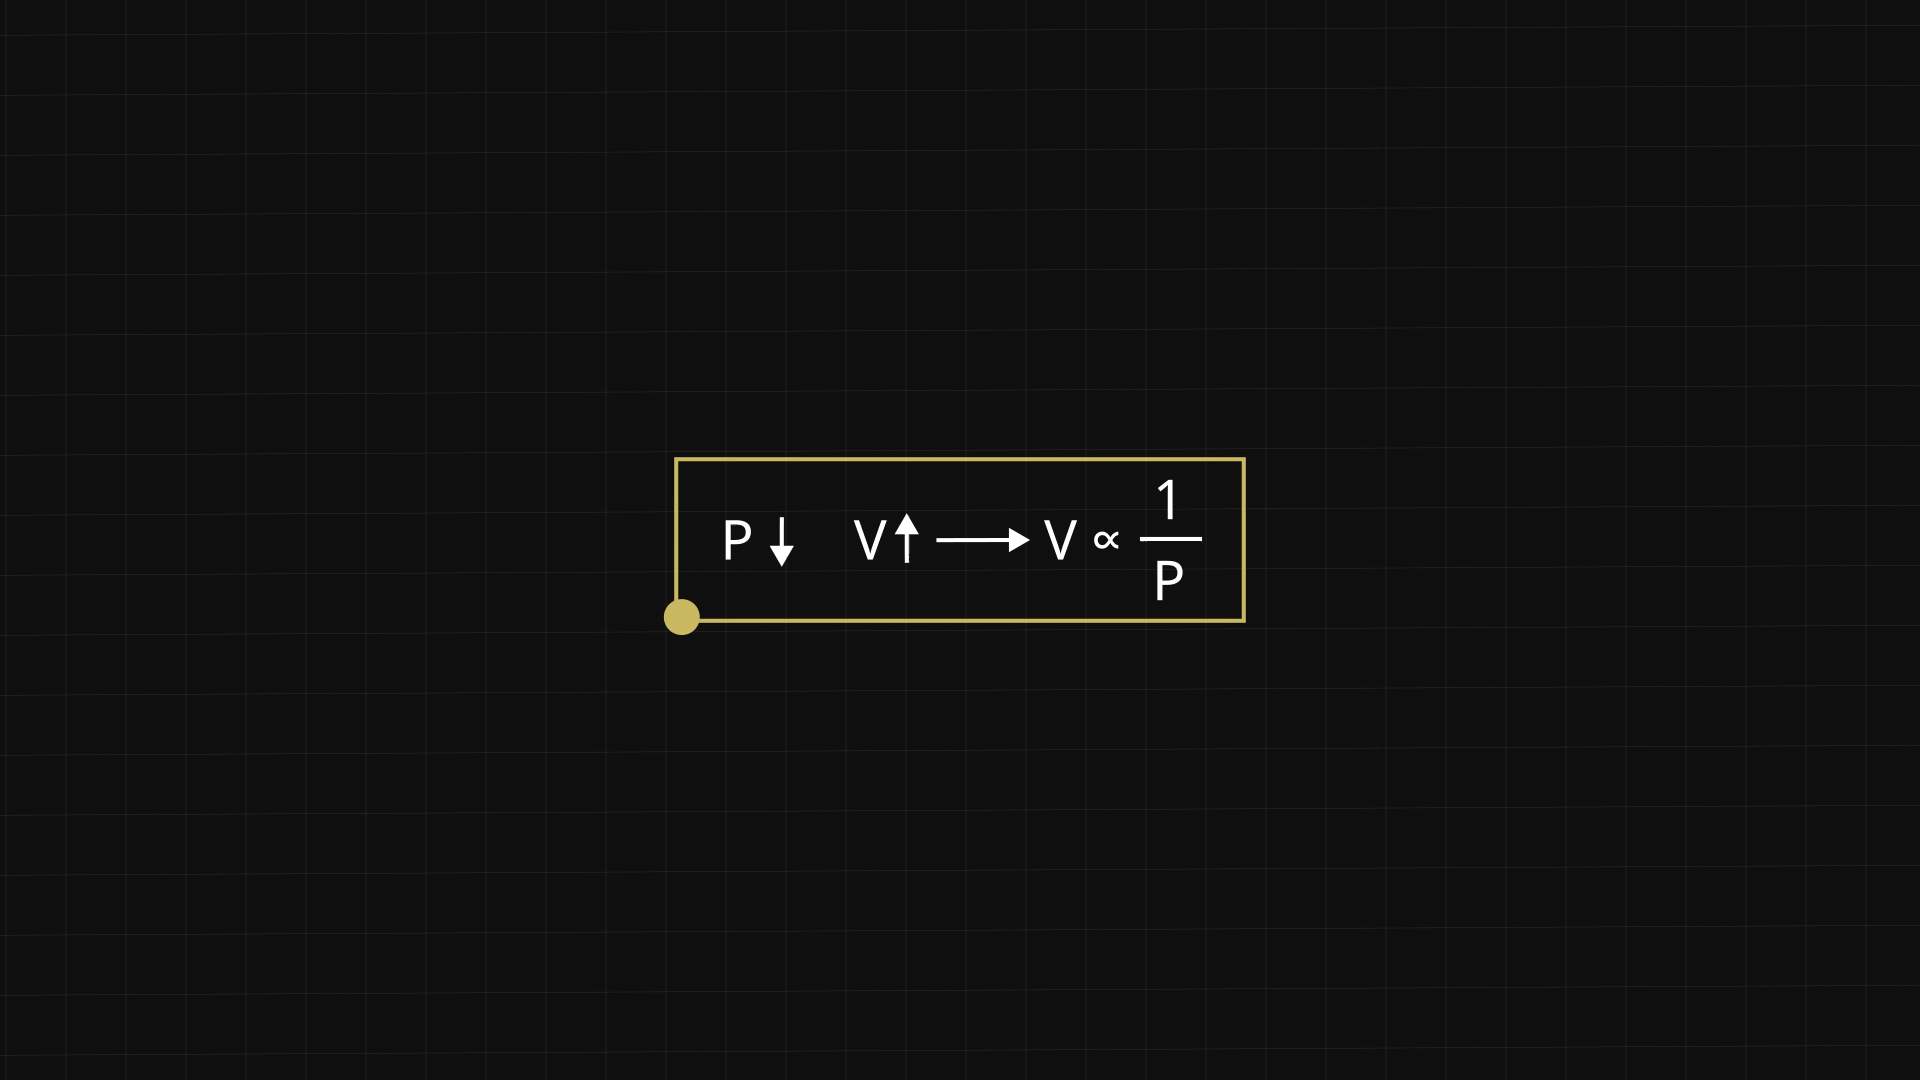 P ↓ V↑ ⟶ V ∝ 1/P